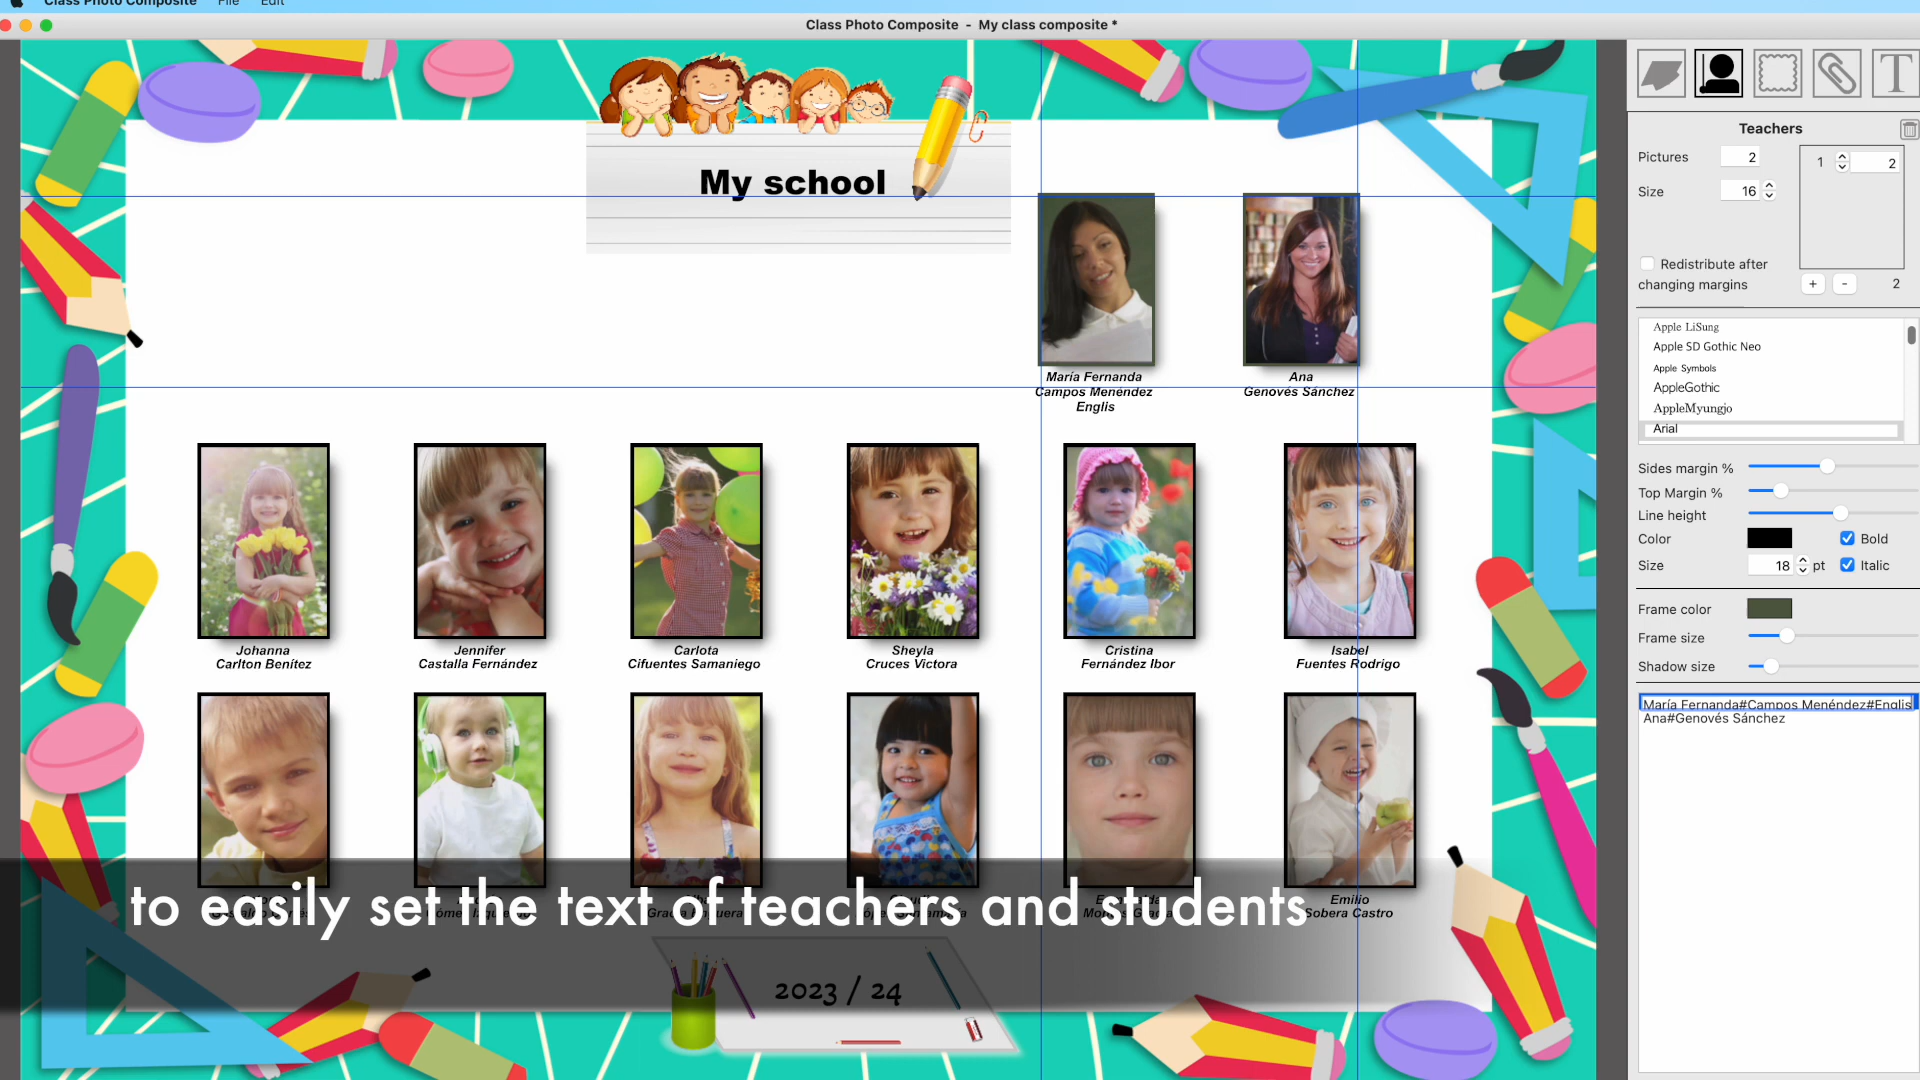 Class Photo Composite File Edit
Class Photo Composite - My class composite *
My school
María Fernanda
Campos Menéndez
Englis
Ana
Genovés Sánchez
Johanna
Carlton Benítez
Jennifer
Castalla Fernández
Carlota
Cifuentes Samaniego
Sheyla
Cruces Victora
Cristina
Fernández Ibor
Isabel
Fuentes Rodrigo
Emilio
Sobera Castro
to easily set the text of teachers and students
2023 / 24
T
Teachers
Pictures 2
1 2
Size 16
Redistribute after
changing margins + - 2
Apple LiSung
Apple SD Gothic Neo
Apple Symbols
AppleGothic
AppleMyungjo
Arial
Sides margin %
Top Margin %
Line height
Color Bold
Size 18 pt Italic
Frame color
Frame size
Shadow size
María Fernanda#Campos Menéndez#Englis
Ana#Genovés Sánchez